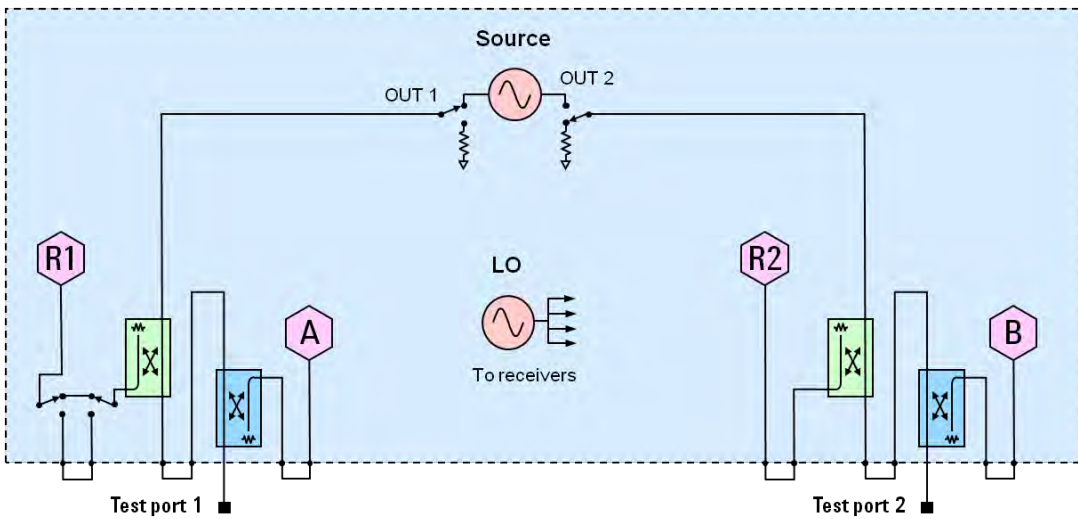 Source
OUT 1
OUT 2
R1
R2
LO
A
B
To receivers
Test port 1
Test port 2